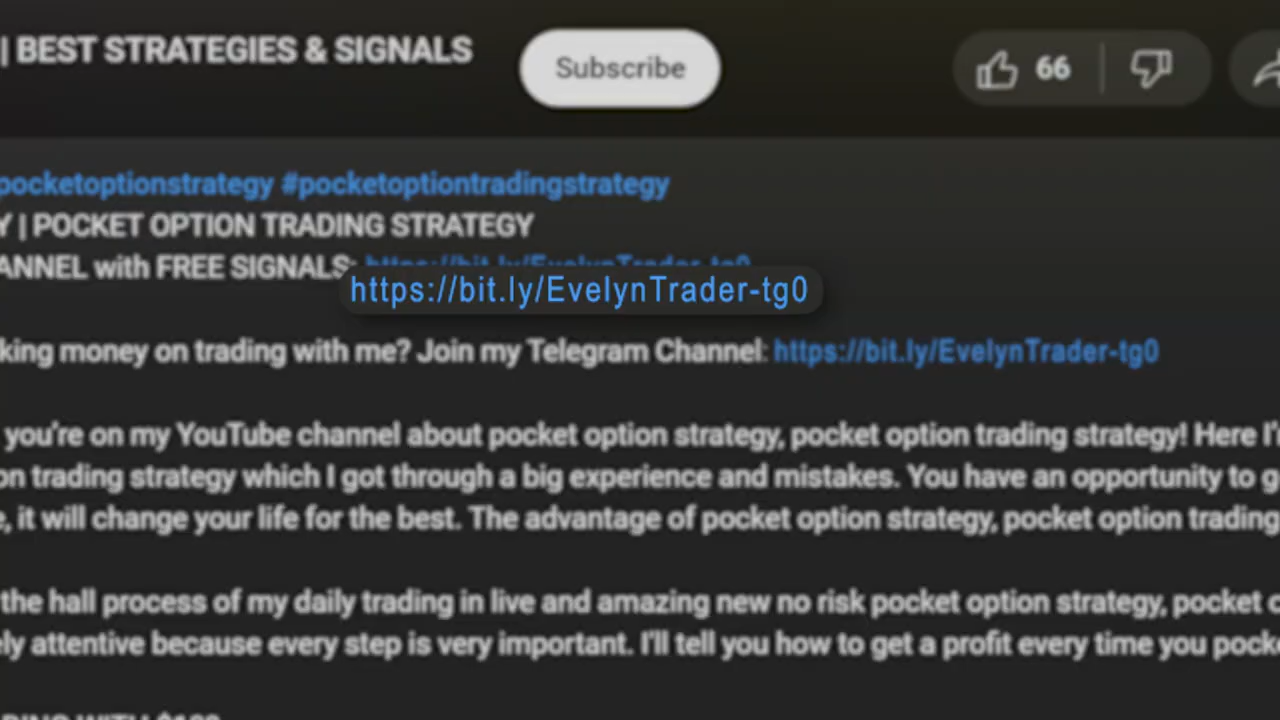 | BEST STRATEGIES & SIGNALS
Subscribe
66
pocketoptionstrategy #pocketoptiontradingstrategy
Y | POCKET OPTION TRADING STRATEGY
ANNEL with FREE SIGNALS: https://bit.ly/EvelynTrader-tg0
https://bit.ly/EvelynTrader-tg0
king money on trading with me? Join my Telegram Channel: https://bit.ly/EvelynTrader-tg0
you're on my YouTube channel about pocket option strategy, pocket option trading strategy! Here I'
on trading strategy which I got through a big experience and mistakes. You have an opportunity to g
e, it will change your life for the best. The advantage of pocket option strategy, pocket option trading
the hall process of my daily trading in live and amazing new no risk pocket option strategy, pocket o
ely attentive because every step is very important. I'll tell you how to get a profit every time you pock